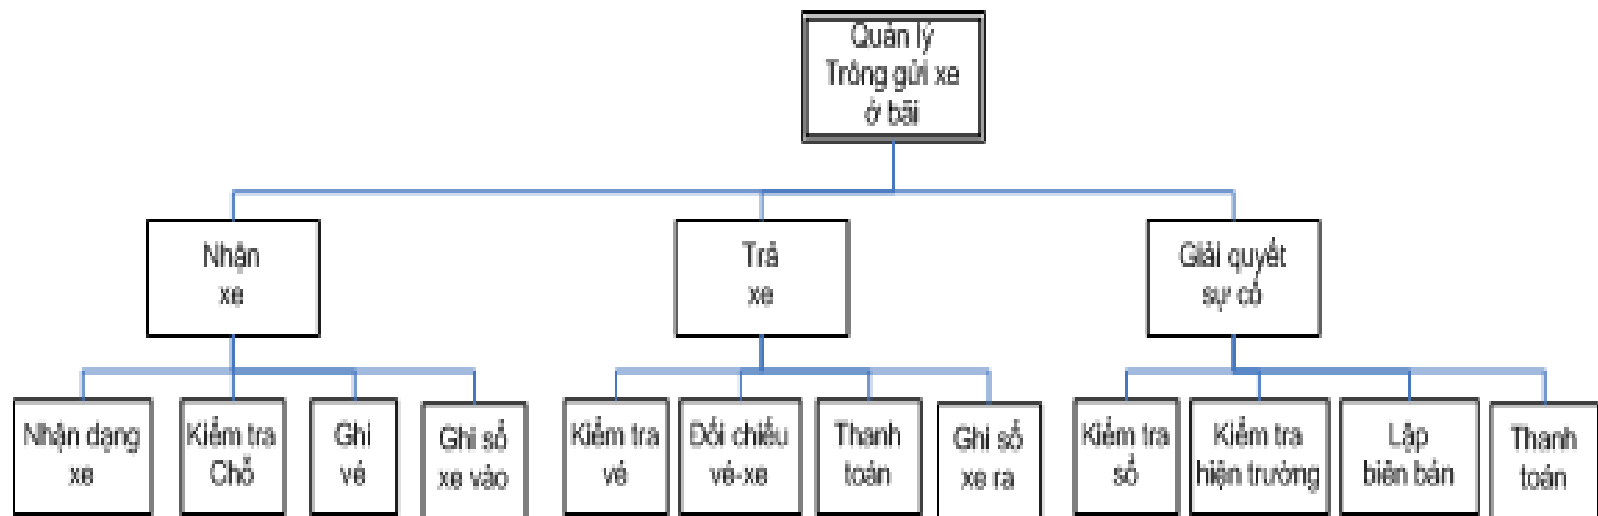 Quản lý
Trông gửi xe
ở bãi
Nhận
xe
Trả
xe
Giải quyết
sự cố
Nhận dạng
xe
Kiểm tra
Chỗ
Ghi
vé
Ghi sổ
xe vào
Kiểm tra
vé
Đối chiếu
vé-xe
Thanh
toán
Ghi sổ
xe ra
Kiểm tra
sổ
Kiểm tra
hiện trường
Lập
biên bản
Thanh
toán